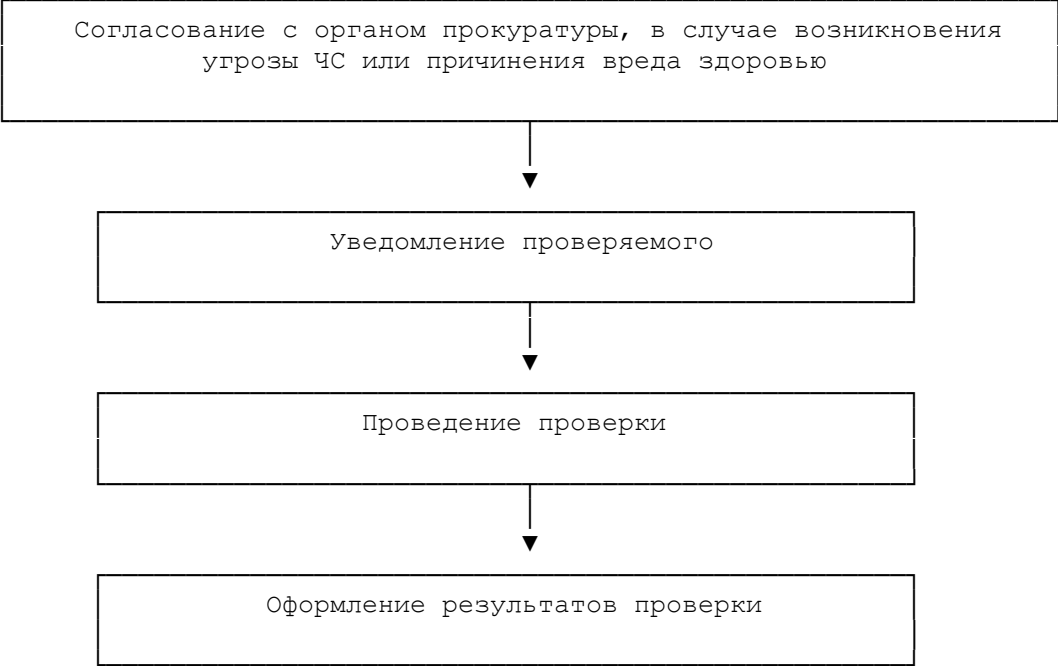 Согласование с органом прокуратуры, в случае возникновения
угрозы ЧС или причинения вреда здоровью
Уведомление проверяемого
Проведение проверки
Оформление результатов проверки